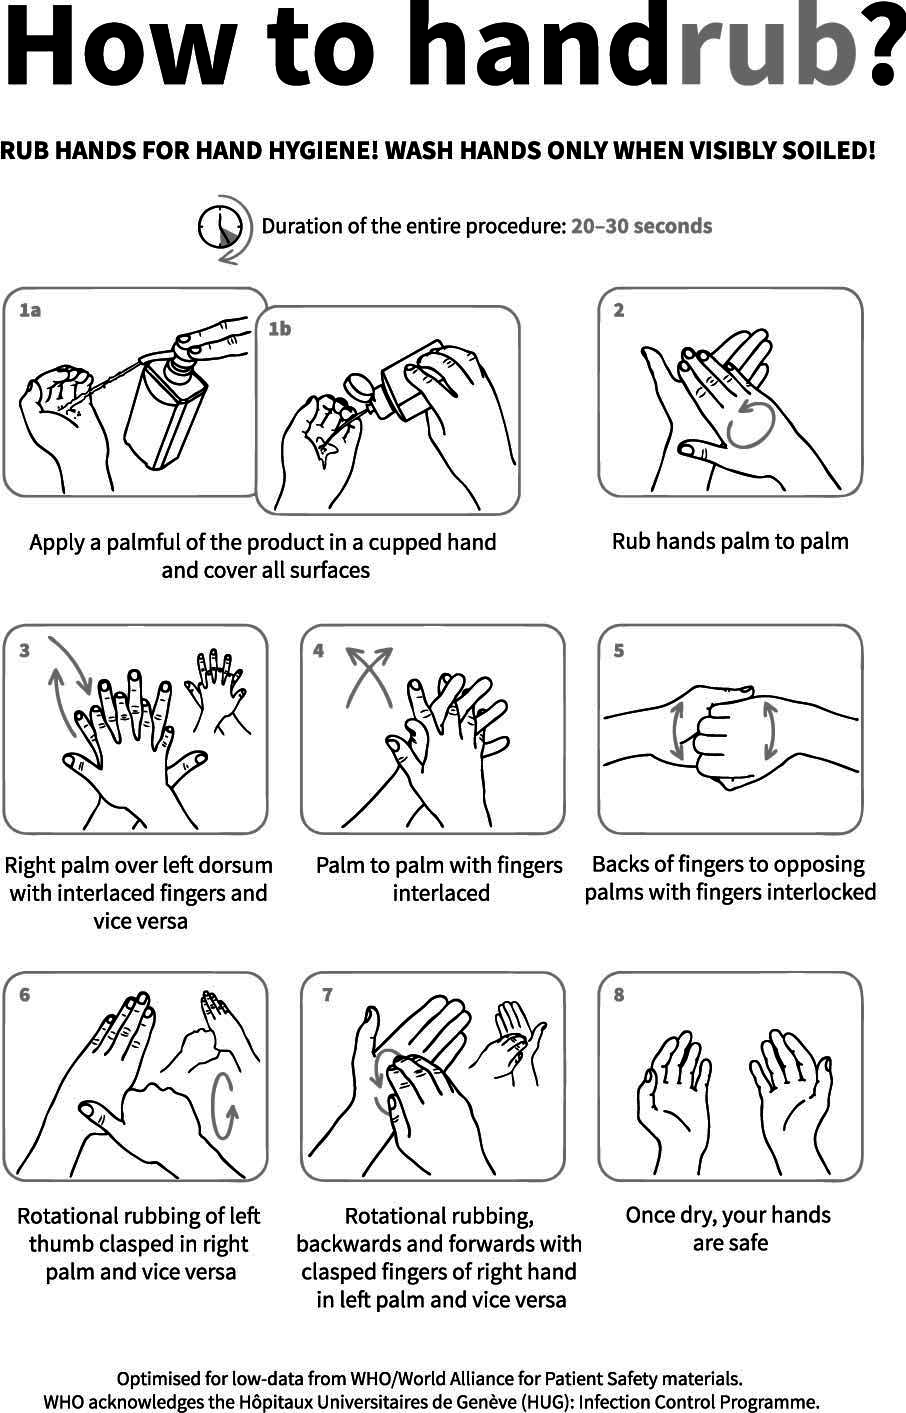 How to handrub?
RUB HANDS FOR HAND HYGIENE! WASH HANDS ONLY WHEN VISIBLY SOILED!
Duration of the entire procedure: 20–30 seconds
1a
1b
2
Apply a palmful of the product in a cupped hand
and cover all surfaces
Rub hands palm to palm
3
4
5
Right palm over left dorsum
with interlaced fingers and
vice versa
Palm to palm with fingers
interlaced
Backs of fingers to opposing
palms with fingers interlocked
6
7
8
Rotational rubbing of left
thumb clasped in right
palm and vice versa
Rotational rubbing,
backwards and forwards with
clasped fingers of right hand
in left palm and vice versa
Once dry, your hands
are safe
Optimised for low-data from WHO/World Alliance for Patient Safety materials.
WHO acknowledges the Hôpitaux Universitaires de Genève (HUG): Infection Control Programme.